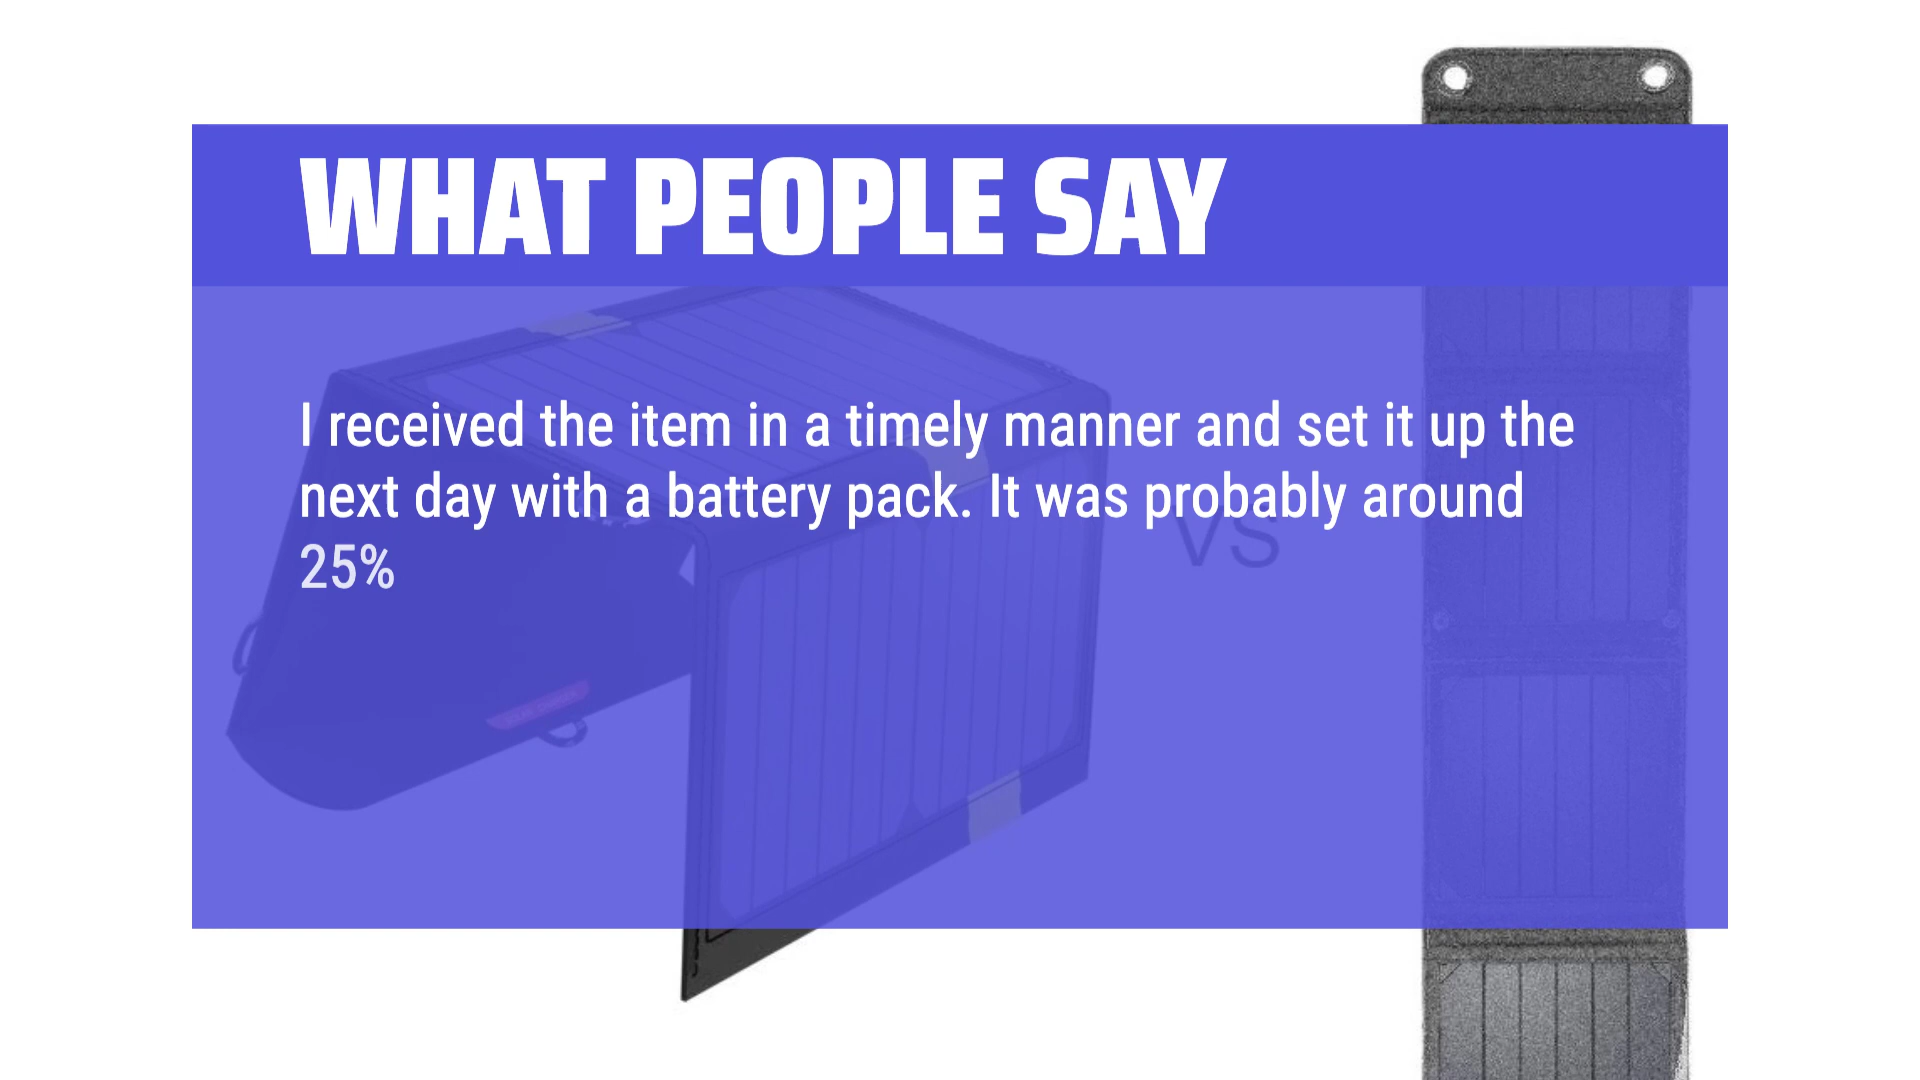 WHAT PEOPLE SAY
I received the item in a timely manner and set it up the
next day with a battery pack. It was probably around
25%
VS